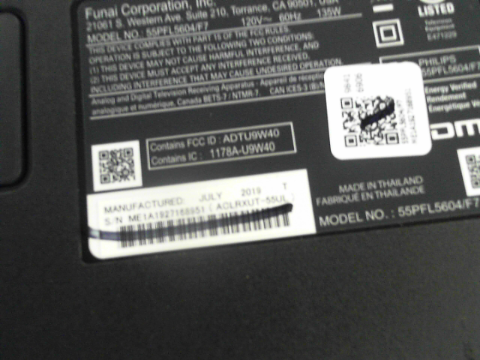 Funai Corporation, Inc.
21061 S. Western Ave. Suite 210, Torrance, CA 90501, USA
MODEL NO.: 55PFL5604/F7 120V~ 60Hz 135W
THIS DEVICE COMPLIES WITH PART 15 OF THE FCC RULES.
OPERATION IS SUBJECT TO THE FOLLOWING TWO CONDITIONS:
(1) THIS DEVICE MAY NOT CAUSE HARMFUL INTERFERENCE, AND
(2) THIS DEVICE MUST ACCEPT ANY INTERFERENCE RECEIVED,
INCLUDING INTERFERENCE THAT MAY CAUSE UNDESIRED OPERATION.
Analog and Digital Television Receiving Apparatus / Appareil de réception
analogique et numérique, Canada BETS-7 / NTMR 7
LISTED
PHILIPS
55PFL5604/F7
Energy Verified
Contains FCC ID : ADTU9W40
Contains IC : 1178A-U9W40
MANUFACTURED: JULY 2019 T
MADE IN THAILAND
FABRIQUÉ EN THAÏLANDE
MODEL NO. : 55PFL5604/F7